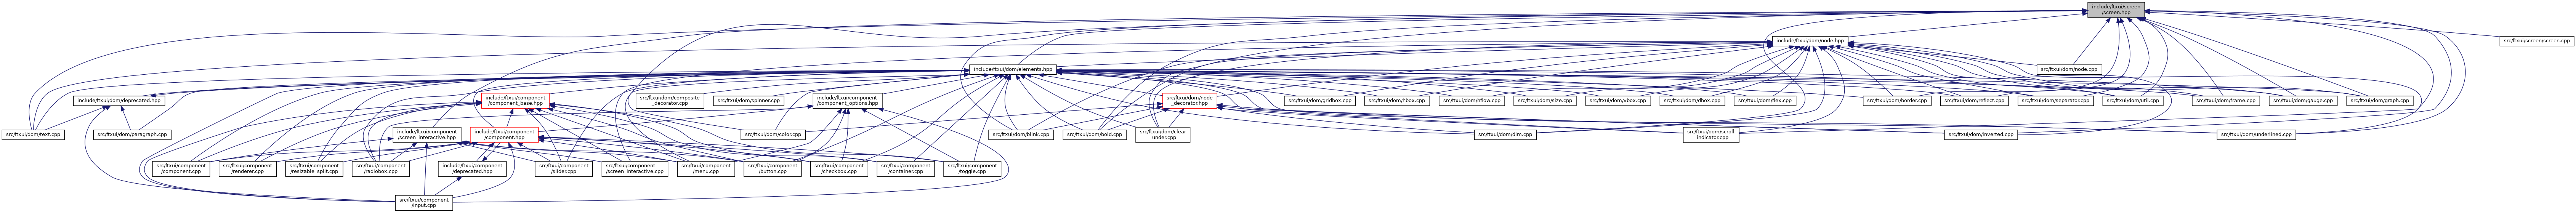 include/ftxui/screen
/screen.hpp
include/ftxui/dom/node.hpp
src/ftxui/screen/screen.cpp
include/ftxui/dom/elements.hpp
src/ftxui/dom/node.cpp
include/ftxui/dom/deprecated.hpp
include/ftxui/component
/component_base.hpp
src/ftxui/dom/composite
_decorator.cpp
src/ftxui/dom/spinner.cpp
include/ftxui/component
/component_options.hpp
src/ftxui/dom/node
_decorator.hpp
src/ftxui/dom/gridbox.cpp
src/ftxui/dom/hbox.cpp
src/ftxui/dom/hflow.cpp
src/ftxui/dom/size.cpp
src/ftxui/dom/vbox.cpp
src/ftxui/dom/dbox.cpp
src/ftxui/dom/flex.cpp
src/ftxui/dom/border.cpp
src/ftxui/dom/reflect.cpp
src/ftxui/dom/separator.cpp
src/ftxui/dom/util.cpp
src/ftxui/dom/frame.cpp
src/ftxui/dom/gauge.cpp
src/ftxui/dom/graph.cpp
src/ftxui/dom/text.cpp
src/ftxui/dom/paragraph.cpp
include/ftxui/component
/screen_interactive.hpp
include/ftxui/component
/component.hpp
src/ftxui/dom/color.cpp
src/ftxui/dom/blink.cpp
src/ftxui/dom/bold.cpp
src/ftxui/dom/clear
_under.cpp
src/ftxui/dom/dim.cpp
src/ftxui/dom/scroll
_indicator.cpp
src/ftxui/dom/inverted.cpp
src/ftxui/dom/underlined.cpp
src/ftxui/component
/component.cpp
src/ftxui/component
/renderer.cpp
src/ftxui/component
/resizable_split.cpp
src/ftxui/component
/radiobox.cpp
include/ftxui/component
/deprecated.hpp
src/ftxui/component
/slider.cpp
src/ftxui/component
/screen_interactive.cpp
src/ftxui/component
/menu.cpp
src/ftxui/component
/button.cpp
src/ftxui/component
/checkbox.cpp
src/ftxui/component
/container.cpp
src/ftxui/component
/toggle.cpp
src/ftxui/component
/input.cpp